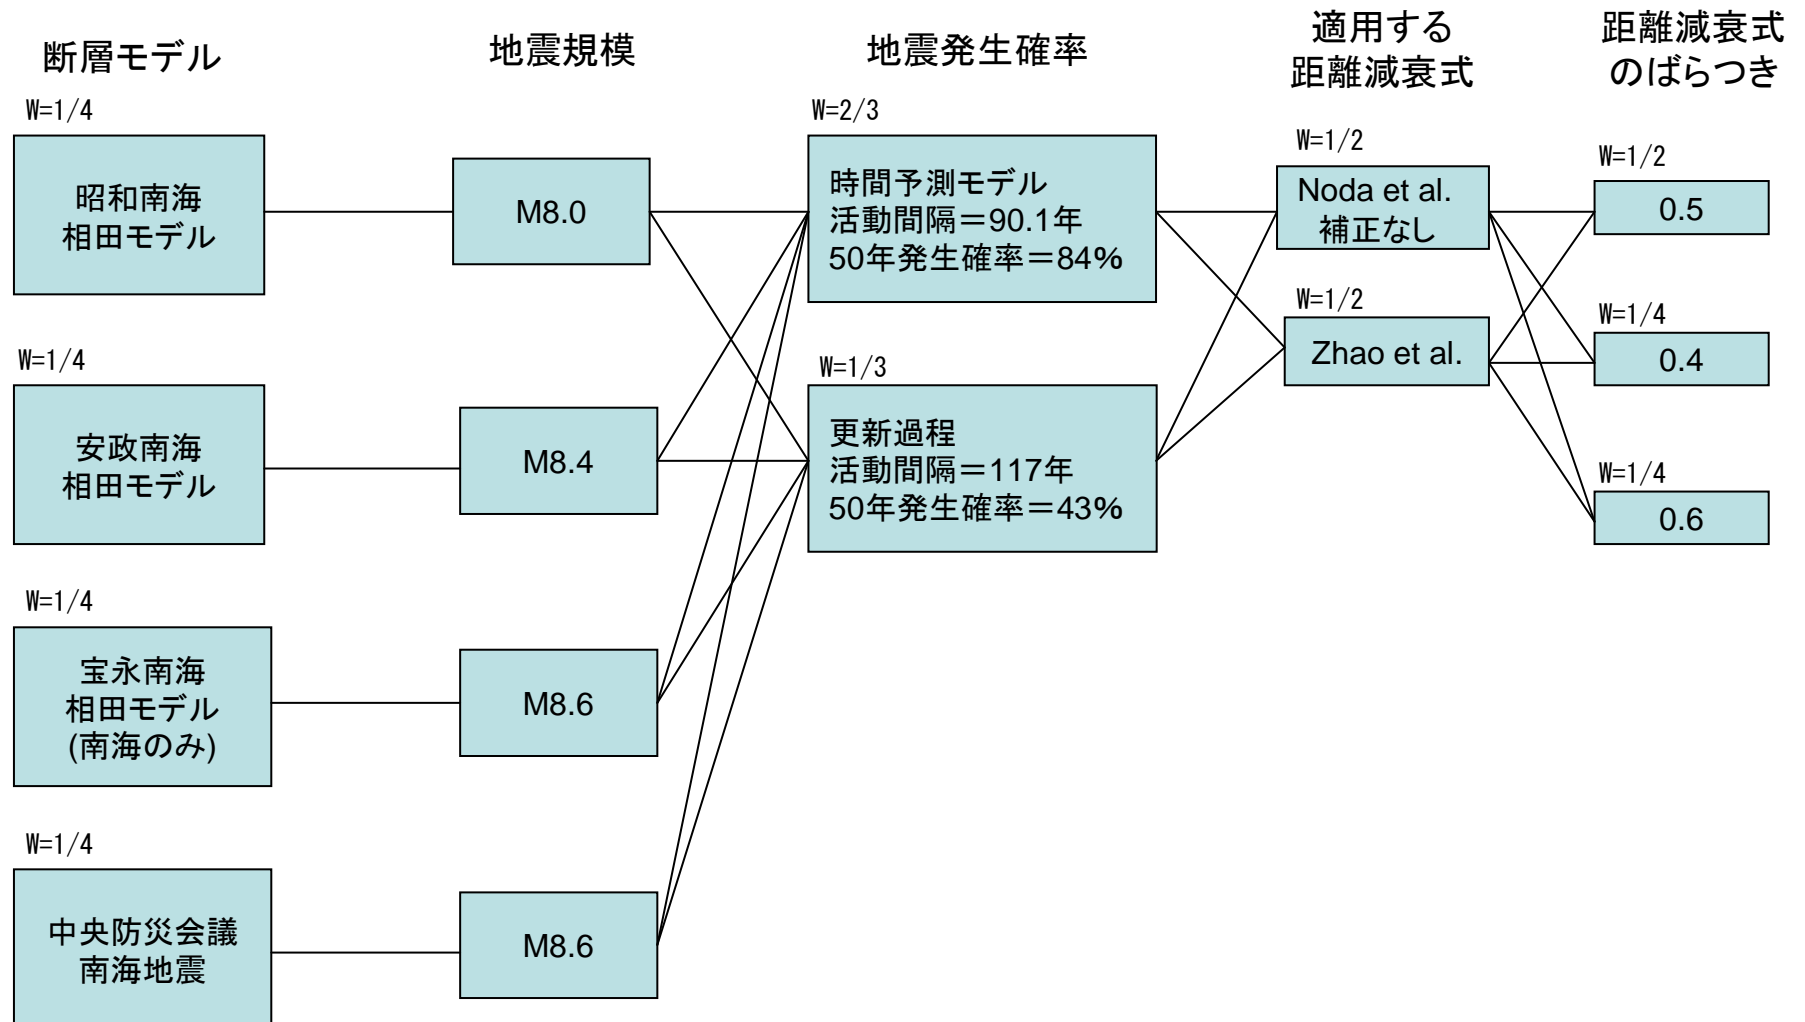 断層モデル
地震規模
地震発生確率
適用する
距離減衰式
距離減衰式
のばらつき
W=1/4
昭和南海
相田モデル
M8.0
W=2/3
時間予測モデル
活動間隔＝90.1年
50年発生確率＝84%
W=1/2
Noda et al.
補正なし
W=1/2
0.5
W=1/4
安政南海
相田モデル
M8.4
W=1/3
更新過程
活動間隔＝117年
50年発生確率＝43%
W=1/2
Zhao et al.
W=1/4
0.4
W=1/4
0.6
W=1/4
宝永南海
相田モデル
(南海のみ)
M8.6
W=1/4
中央防災会議
南海地震
M8.6